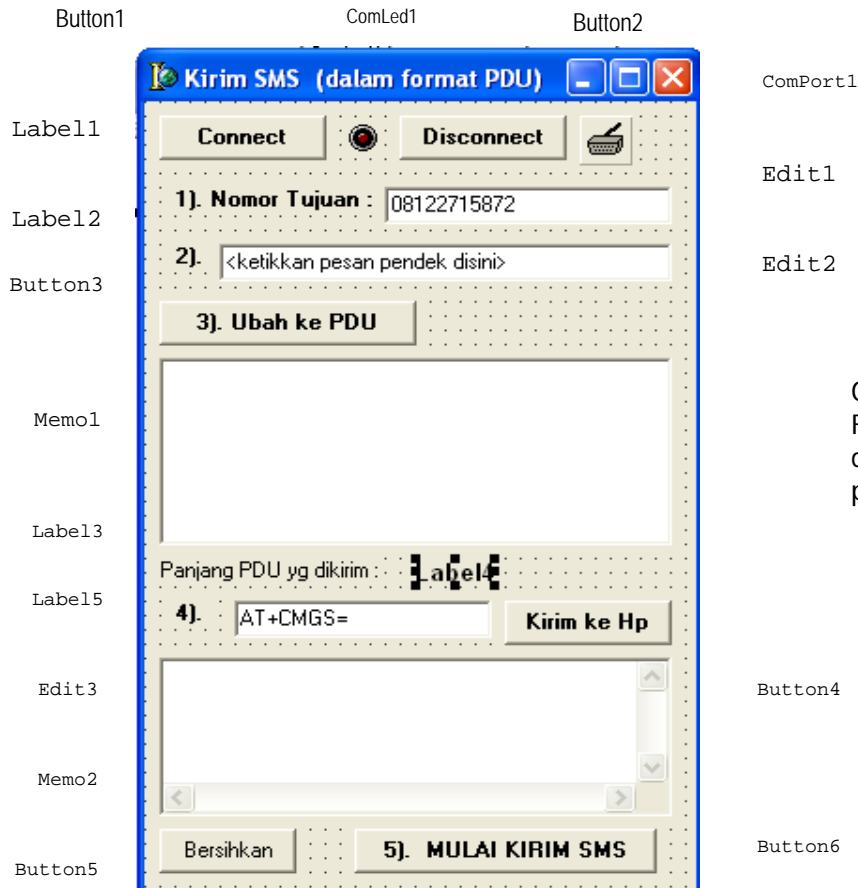 Button1 ComLed1 Button2
Kirim SMS (dalam format PDU)
ComPort1
Connect Disconnect
Label1
Edit1
1). Nomor Tujuan : 08122715872
Label2
2). <ketikkan pesan pendek disini>
Edit2
Button3
3). Ubah ke PDU
Memo1
Label3
Panjang PDU yg dikirim : Label4
Label5
4). AT+CMGS= Kirim ke Hp
Edit3
Button4
Memo2
Bersihkan 5). MULAI KIRIM SMS
Button6
Button5